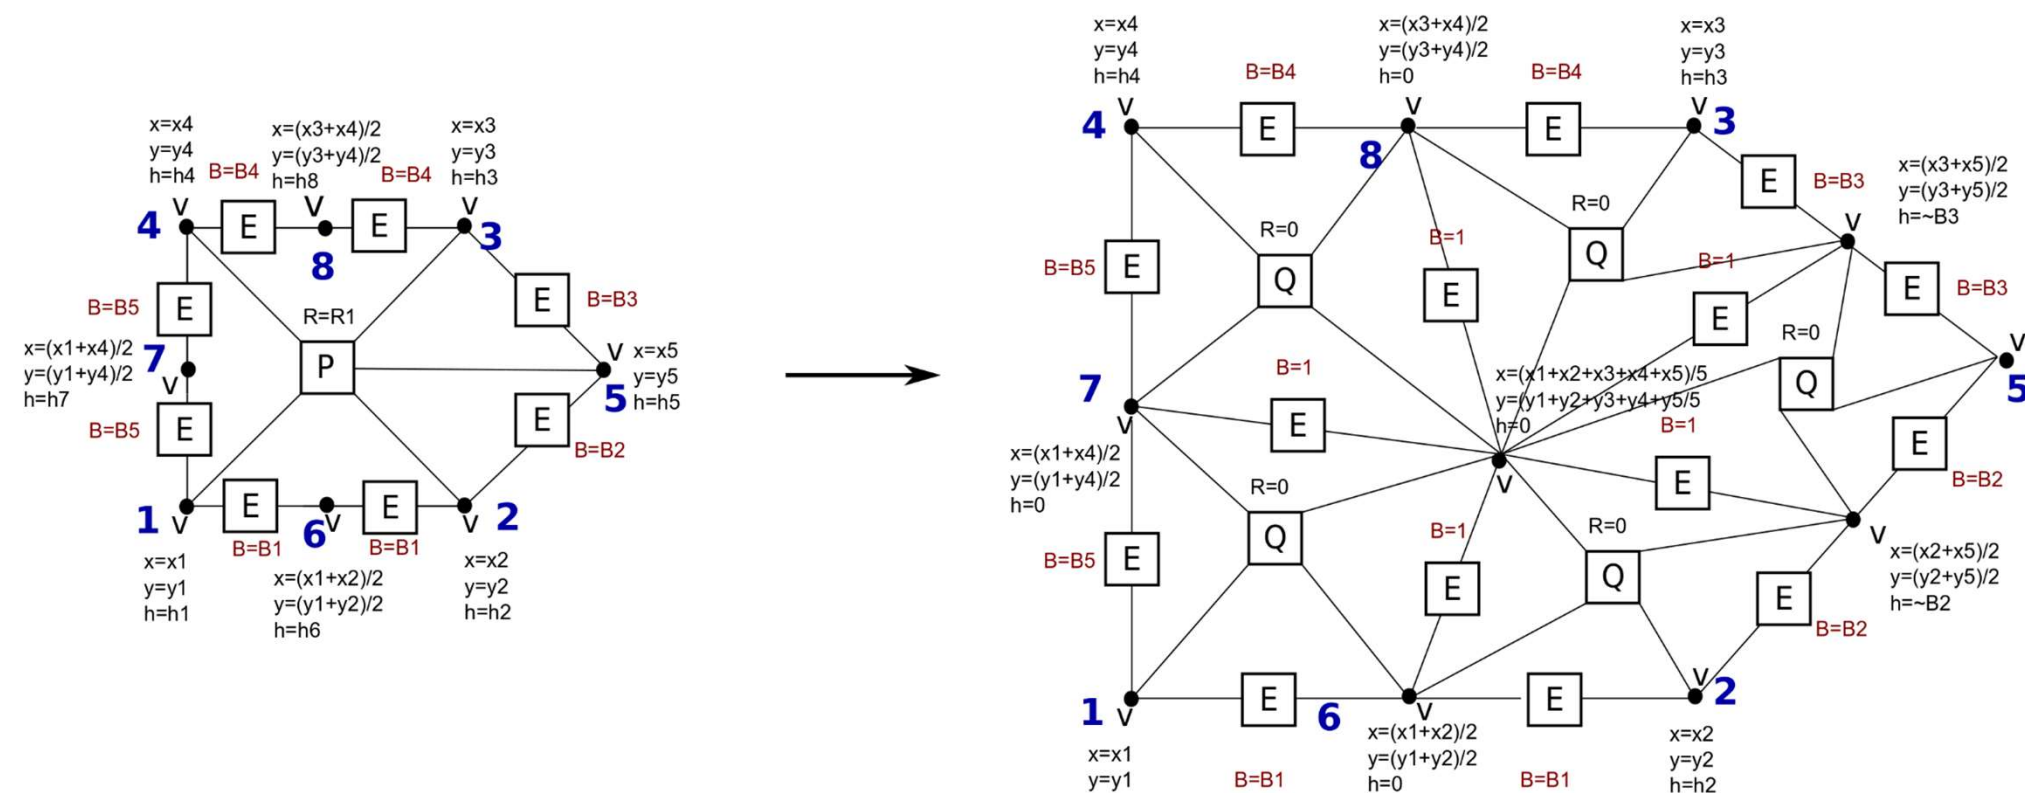 x=x4
y=y4
h=h4
B=B4
x=(x3+x4)/2
y=(y3+y4)/2
h=h8
B=B4
x=x3
y=y3
h=h3
V
V
V
4
E
E
3
8
B=B5
E
R=R1
E
B=B3
x=(x1+x4)/2
y=(y1+y4)/2
h=h7
7
V
P
V
x=x5
y=y5
h=h5
5
B=B5
E
E
B=B2
1
V
E
6
V
E
V
2
B=B1
B=B1
x=x1
y=y1
h=h1
x=(x1+x2)/2
y=(y1+y2)/2
h=h6
x=x2
y=y2
h=h2
x=x4
y=y4
h=h4
B=B4
x=(x3+x4)/2
y=(y3+y4)/2
h=0
B=B4
x=x3
y=y3
h=h3
V
V
V
4
E
8
E
3
E
B=B3
x=(x3+x5)/2
y=(y3+y5)/2
h=~B3
V
R=0
R=0
B=1
Q
B=1
B=B5
E
Q
E
E
E
B=B3
R=0
Q
V
5
7
V
B=1
E
x=(x1+x2+x3+x4+x5)/5
y=(y1+y2+y3+y4+y5/5
h=0
V
B=1
E
E
B=B2
x=(x1+x4)/2
y=(y1+y4)/2
h=0
R=0
Q
B=1
E
R=0
Q
V
x=(x2+x5)/2
y=(y2+y5)/2
h=~B2
B=B5
E
E
B=B2
1
V
E
6
V
E
V
2
x=x1
y=y1
B=B1
x=(x1+x2)/2
y=(y1+y2)/2
h=0
B=B1
x=x2
y=y2
h=h2